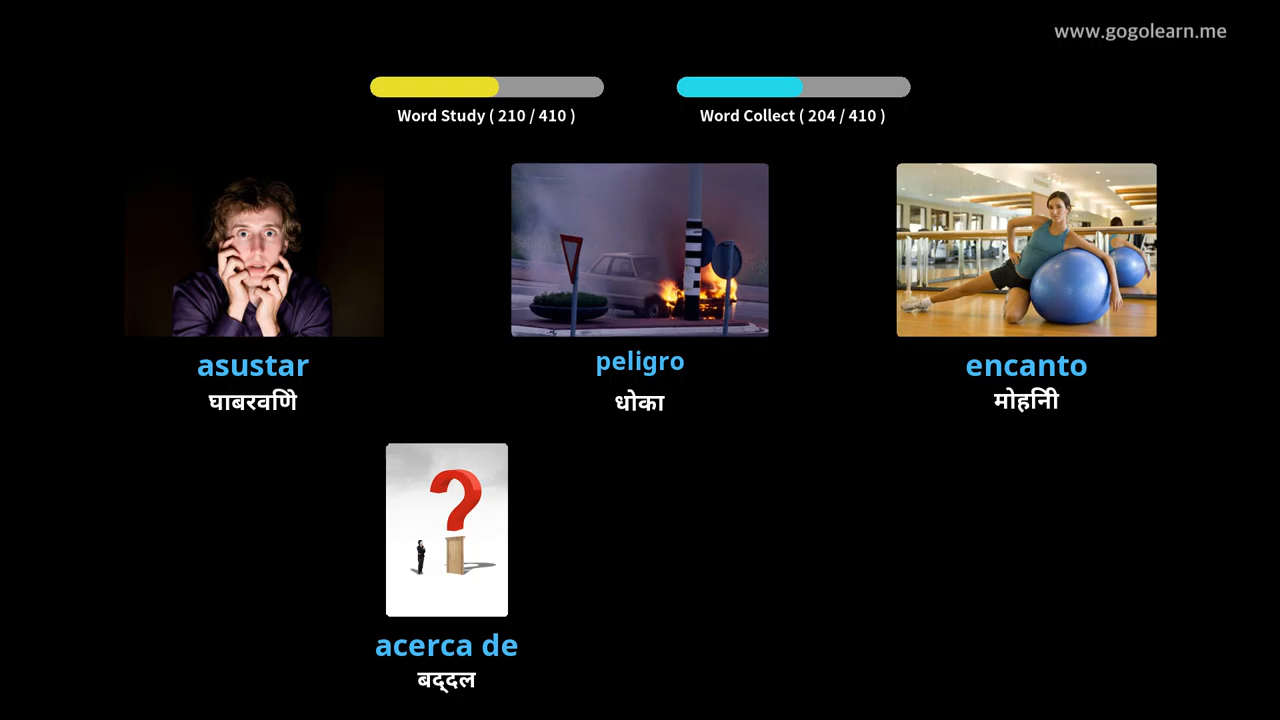 www.gogolearn.me
Word Study ( 210 / 410 )
Word Collect ( 204 / 410 )
asustar
घाबरवणे
peligro
धोका
encanto
मोहिनी
acerca de
बद्दल